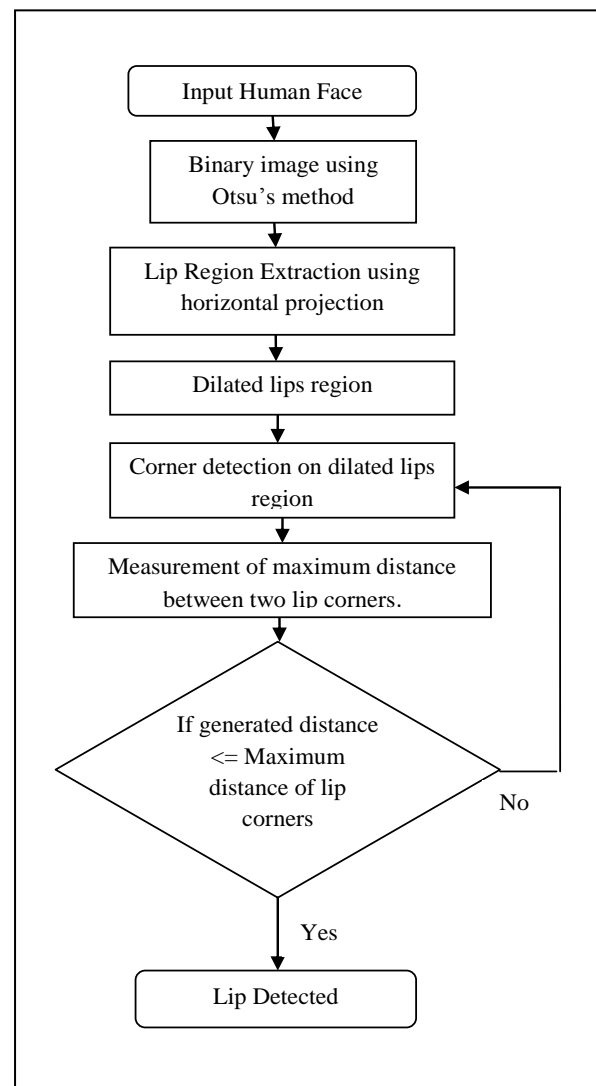 Input Human Face
Binary image using
Otsu's method
Lip Region Extraction using
horizontal projection
Dilated lips region
Corner detection on dilated lips
region
Measurement of maximum distance
between two lip corners.
If generated distance
<= Maximum
distance of lip
corners
No
Yes
Lip Detected